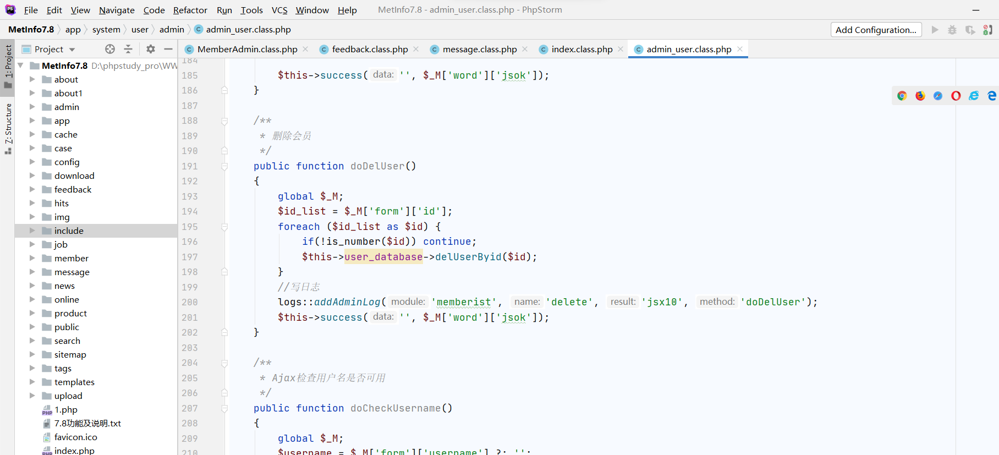 File Edit View Navigate Code Refactor Run Tools VCS Window Help MetInfo7.8 - admin_user.class.php - PhpStorm
MetInfo7.8 app system user admin admin_user.class.php Add Configuration...
1: Project
7: Structure
Project
MetInfo7.8 D:\phpstudy_pro\WW
about
about1
admin
app
cache
case
config
download
feedback
hits
img
include
job
member
message
news
online
product
public
search
sitemap
tags
templates
upload
1.php
7.8功能及说明.txt
favicon.ico
index.php
MemberAdmin.class.php feedback.class.php message.class.php index.class.php admin_user.class.php
184
185 $this->success( data: '', $_M['word']['jsok']);
186 }
187
188 /**
189 * 删除会员
190 */
191 public function doDelUser()
192 {
193 global $_M;
194 $id_list = $_M['form']['id'];
195 foreach ($id_list as $id) {
196 if(!is_number($id)) continue;
197 $this->user_database->delUserByid($id);
198 }
199 //写日志
200 logs::addAdminLog( module: 'memberist', name: 'delete', result: 'jsx10', method: 'doDelUser');
201 $this->success( data: '', $_M['word']['jsok']);
202 }
203
204 /**
205 * Ajax检查用户名是否可用
206 */
207 public function doCheckUsername()
208 {
209 global $_M;
210 $username = $_M['form']['username'] ?: '';